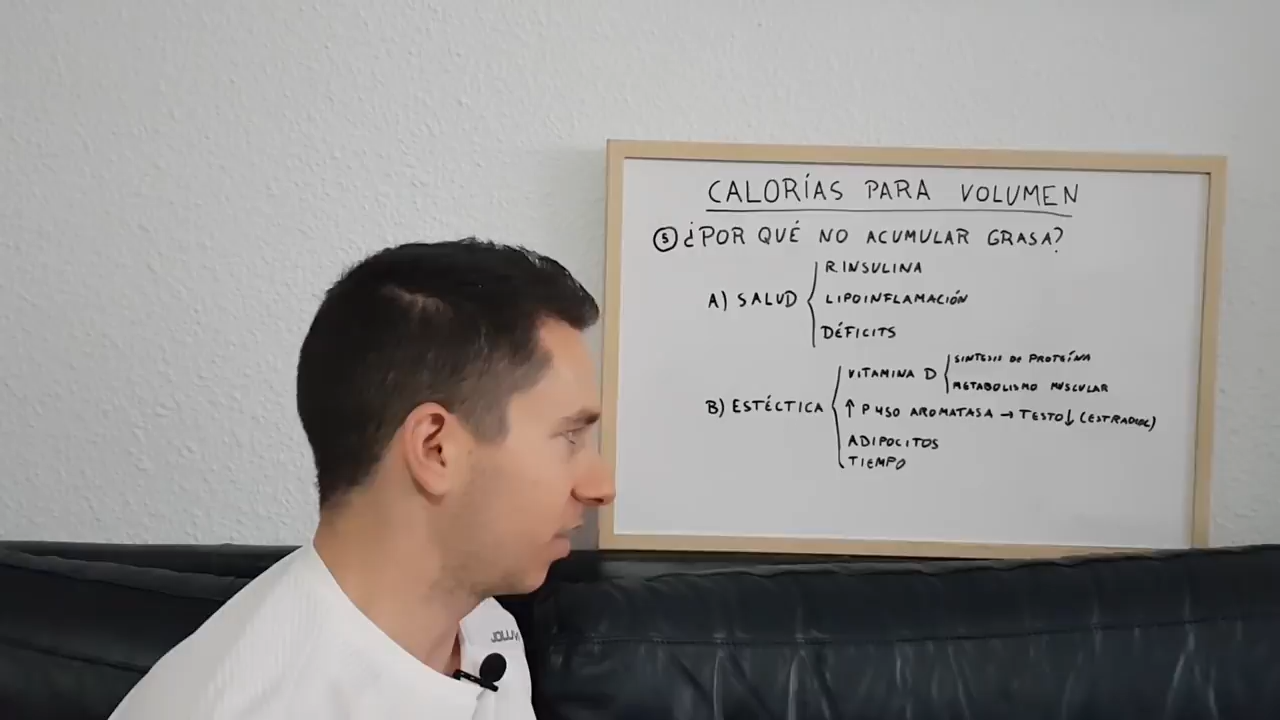 CALORÍAS PARA VOLUMEN
5 ¿POR QUÉ NO ACUMULAR GRASA?
A) SALUD
R.INSULINA
LIPOINFLAMACIÓN
DÉFICITS
B) ESTÉCTICA
VITAMINA D
SINTESIS DE PROTEÍNA
METABOLISMO MUSCULAR
↑ P450 AROMATASA → TESTO↓ (ESTRADIOL)
ADIPOCITOS
TIEMPO